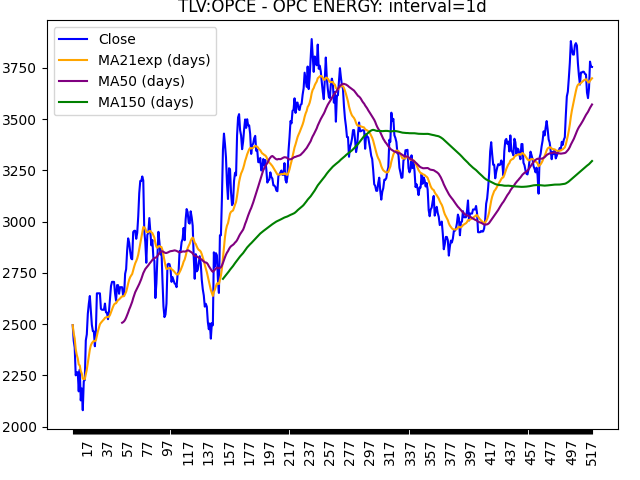 TLV:OPCE - OPC ENERGY: interval=1d
Close
MA21exp (days)
MA50 (days)
MA150 (days)
3750
3500
3250
3000
2750
2500
2250
2000
17 37 57 77 97 117 137 157 177 197 217 237 257 277 297 317 337 357 377 397 417 437 457 477 497 517